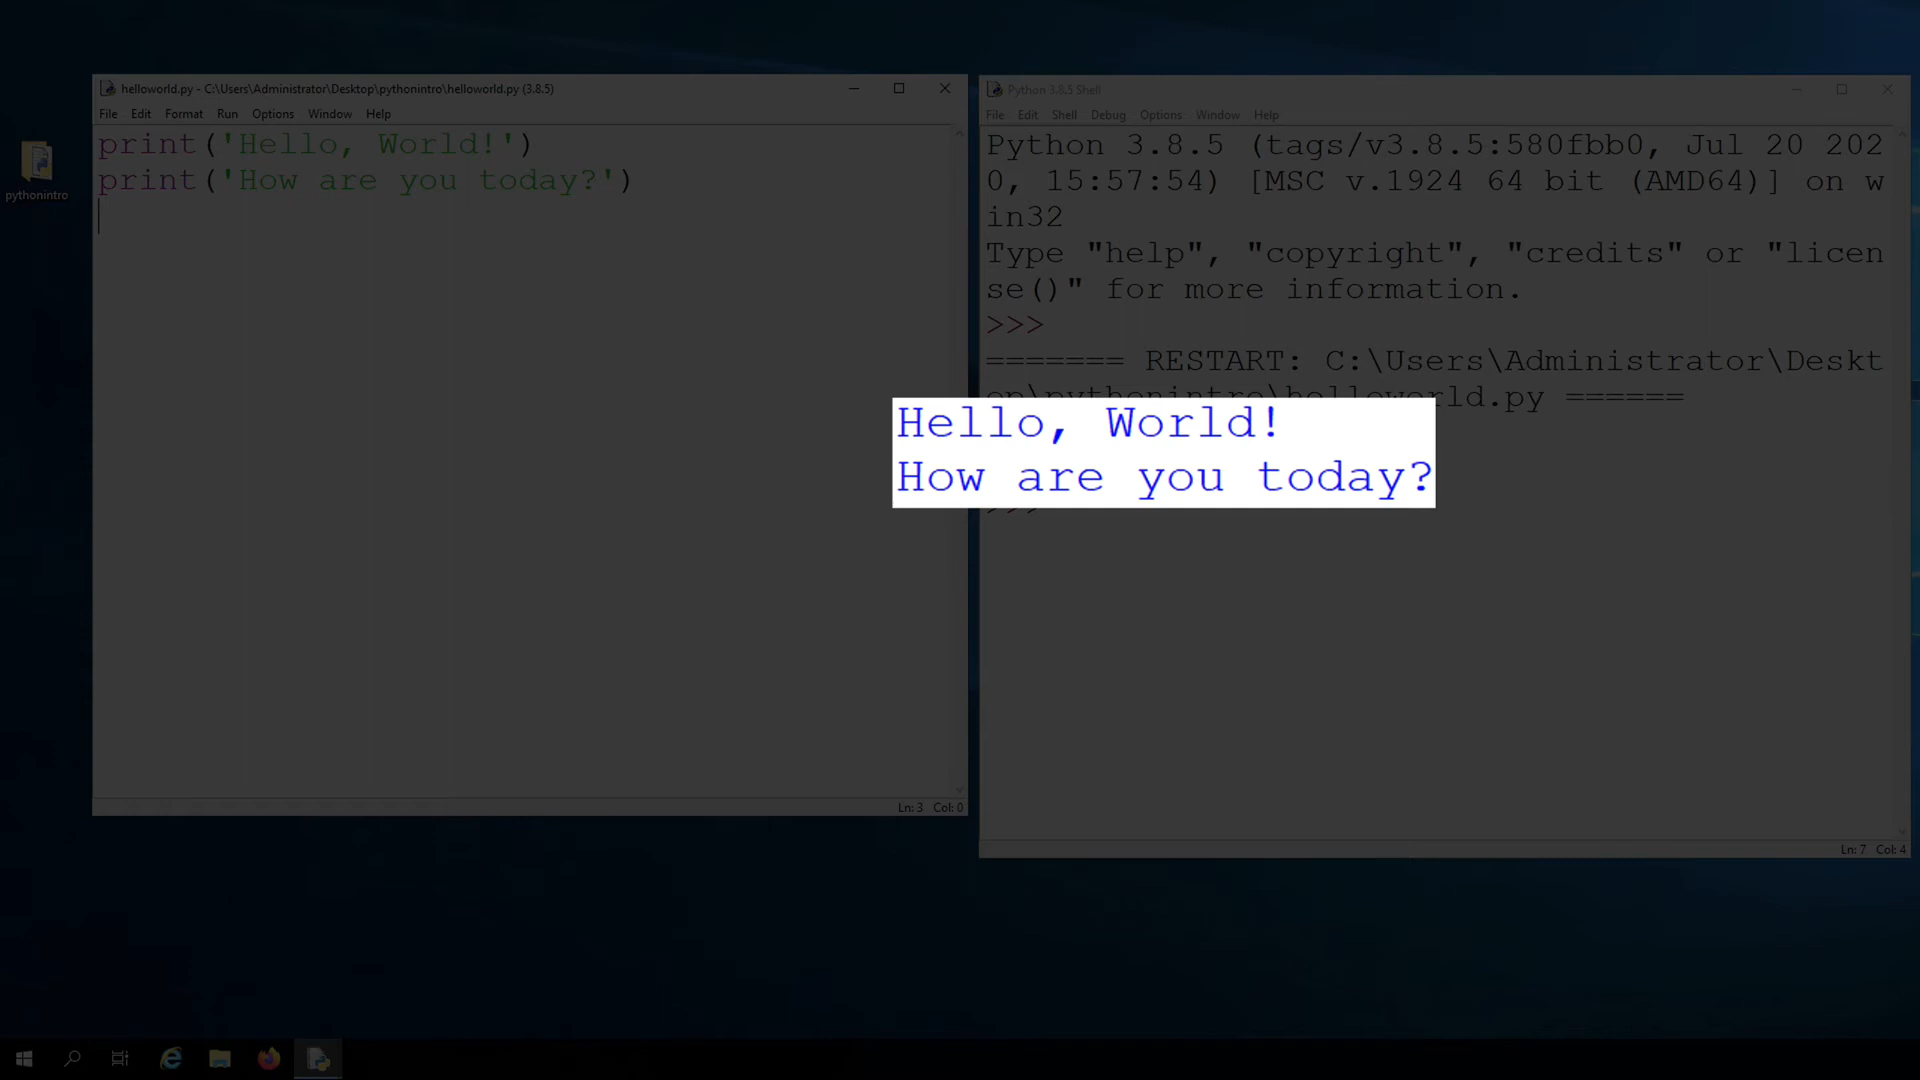 helloworld.py - C:\Users\Administrator\Desktop\pythonintro\helloworld.py (3.8.5)
File Edit Format Run Options Window Help
print('Hello, World!')
print('How are you today?')
Ln: 3 Col: 0
pythonintro
Python 3.8.5 Shell
File Edit Shell Debug Options Window Help
Python 3.8.5 (tags/v3.8.5:580fbb0, Jul 20 202
0, 15:57:54) [MSC v.1924 64 bit (AMD64)] on w
in32
Type "help", "copyright", "credits" or "licen
se()" for more information.
>>>
======= RESTART: C:\Users\Administrator\Deskt
op\pythonintro\helloworld.py ======
Hello, World!
How are you today?
>>>
Ln: 7 Col: 4